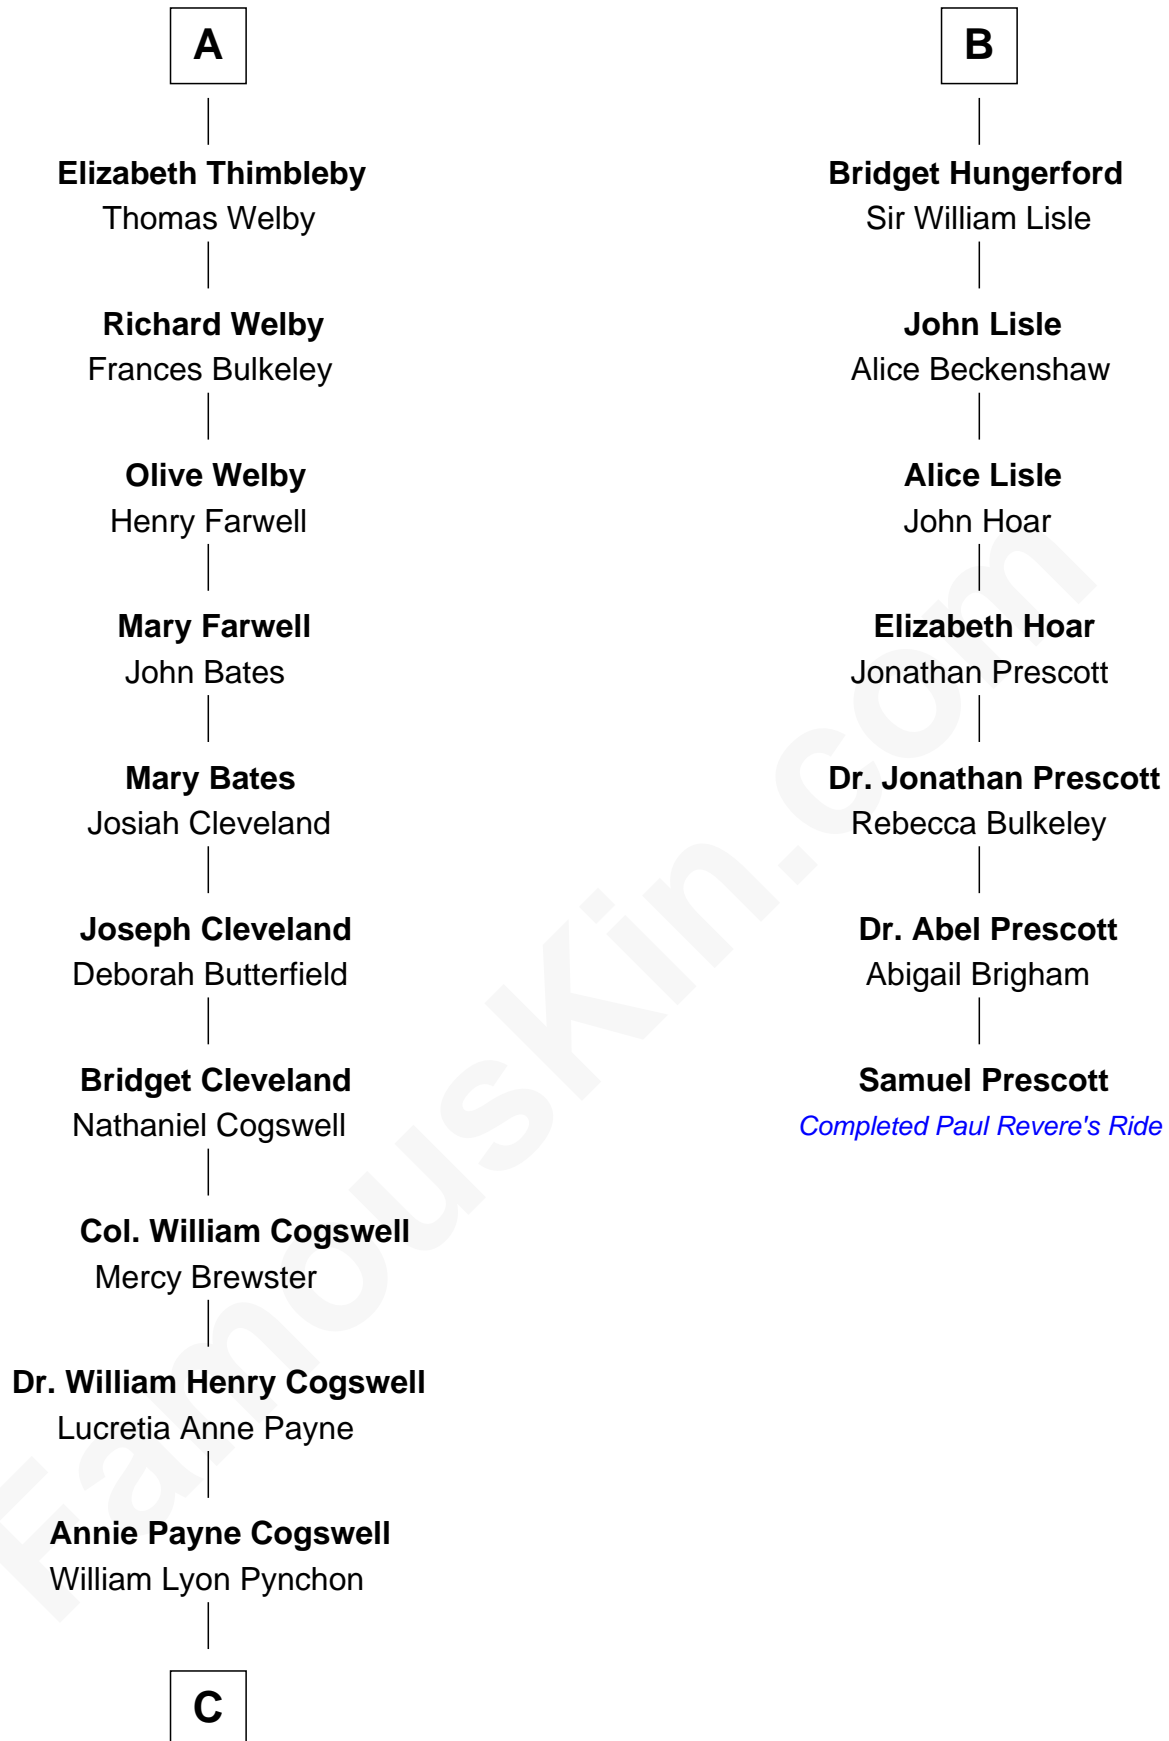 A
Elizabeth Thimbleby
Thomas Welby
Richard Welby
Frances Bulkeley
Olive Welby
Henry Farwell
Mary Farwell
John Bates
Mary Bates
Josiah Cleveland
Joseph Cleveland
Deborah Butterfield
Bridget Cleveland
Nathaniel Cogswell
Col. William Cogswell
Mercy Brewster
Dr. William Henry Cogswell
Lucretia Anne Payne
Annie Payne Cogswell
William Lyon Pynchon
C
B
Bridget Hungerford
Sir William Lisle
John Lisle
Alice Beckenshaw
Alice Lisle
John Hoar
Elizabeth Hoar
Jonathan Prescott
Dr. Jonathan Prescott
Rebecca Bulkeley
Dr. Abel Prescott
Abigail Brigham
Samuel Prescott
Completed Paul Revere's Ride
FamousKin.com